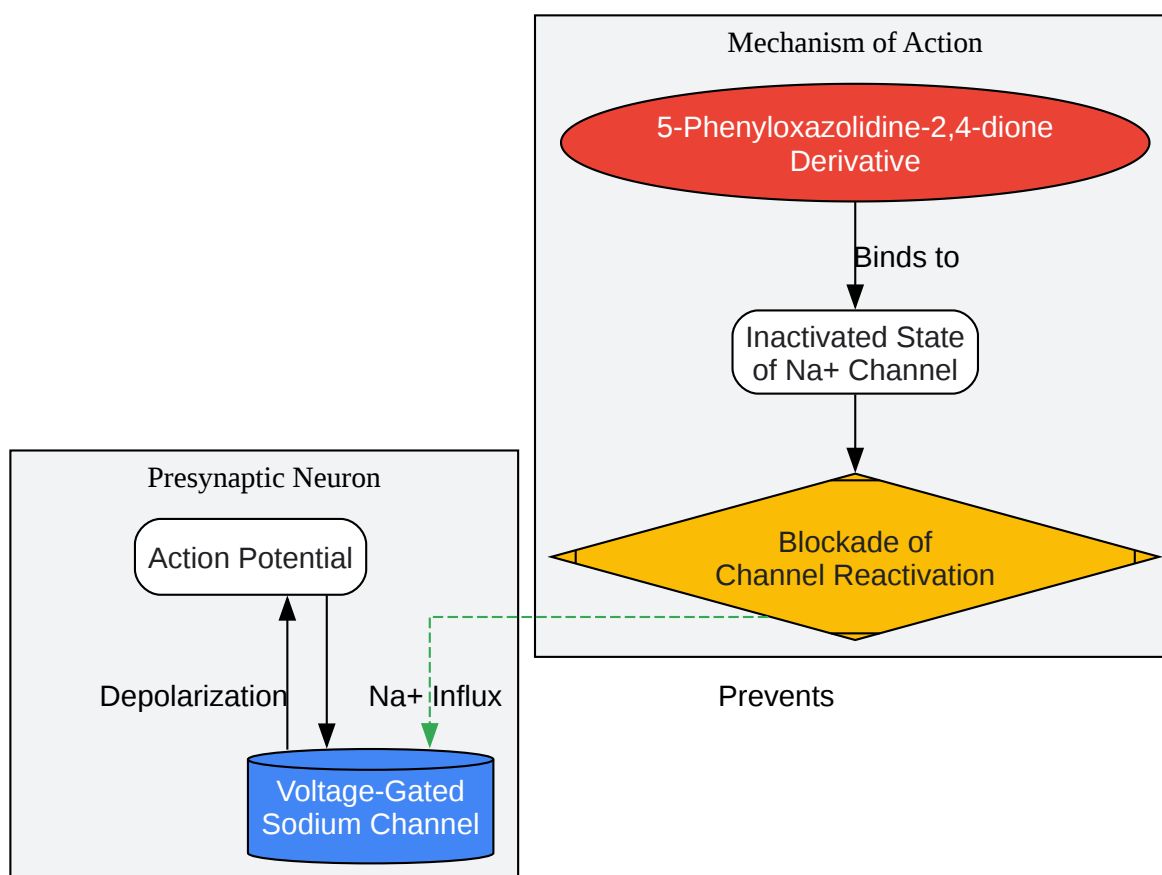 Mechanism of Action
5-Phenyloxazolidine-2,4-dione
Derivative
Binds to
Inactivated State
of Na+ Channel
Blockade of
Channel Reactivation
Prevents
Presynaptic Neuron
Action Potential
Depolarization
Na+ Influx
Voltage-Gated
Sodium Channel